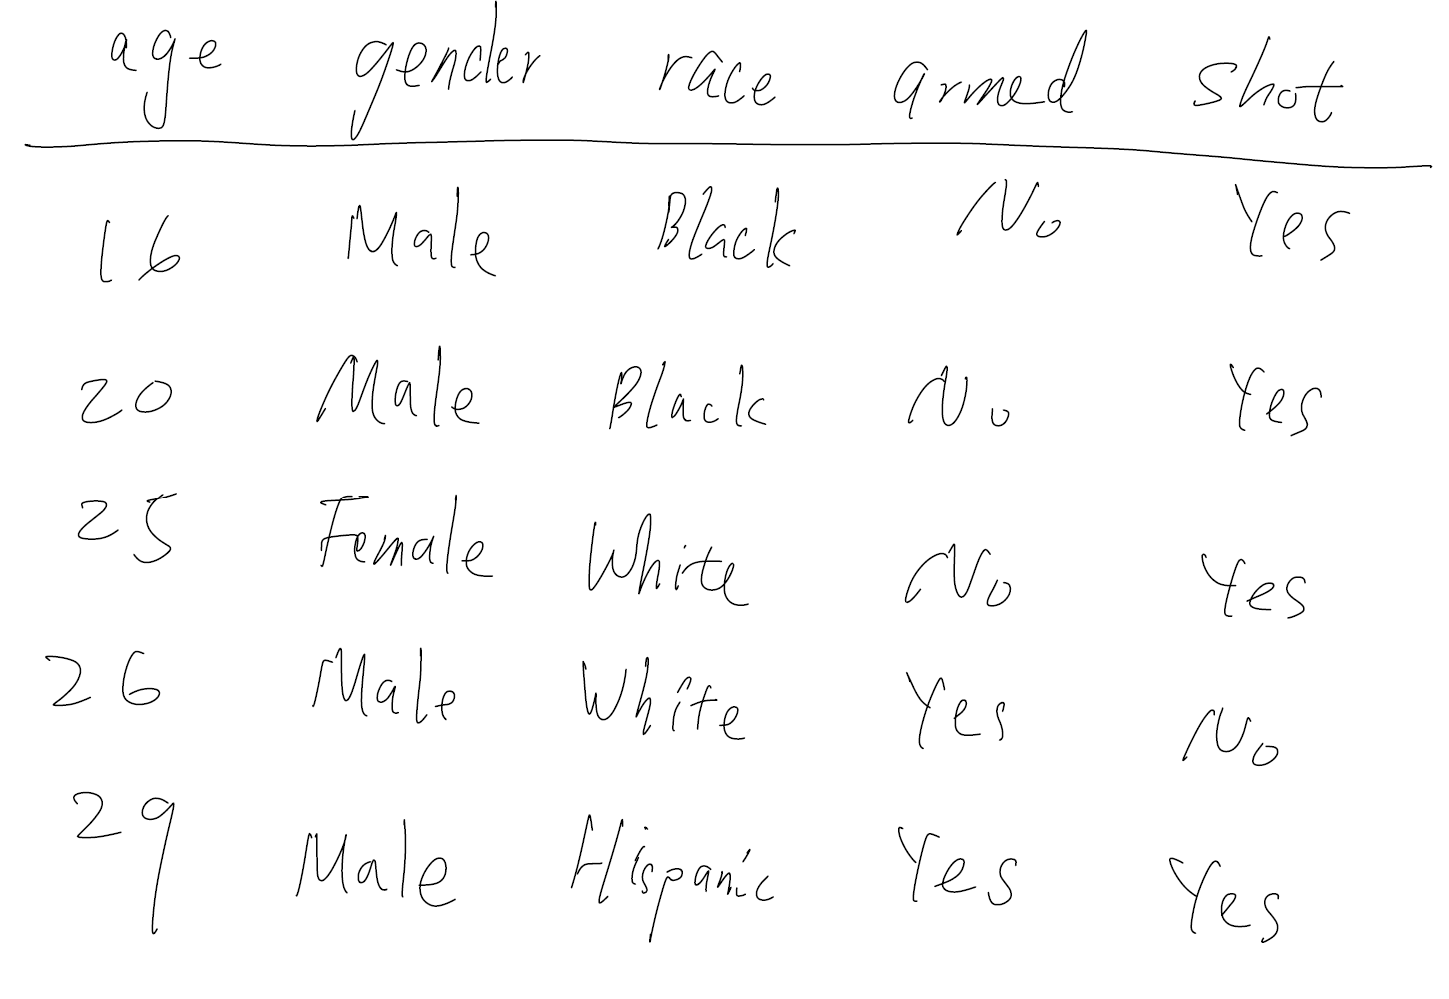 age gender race armed shot
16 Male Black No Yes
20 Male Black No Yes
25 Female White No Yes
26 Male White Yes No
29 Male Hispanic Yes Yes